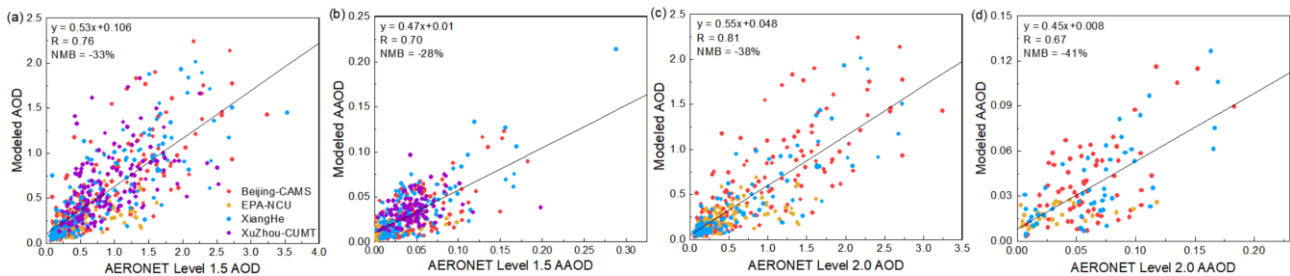 (a)
y = 0.53x+0.106
R = 0.76
NMB = -33%
Modeled AOD
2.5
2.0
1.5
1.0
0.5
0.0
0.0 0.5 1.0 1.5 2.0 2.5 3.0 3.5 4.0
AERONET Level 1.5 AOD
Beijing-CAMS
EPA-NCU
XiangHe
XuZhou-CUMT
(b)
y = 0.47x+0.01
R = 0.70
NMB = -28%
Modeled AAOD
0.25
0.20
0.15
0.10
0.05
0.00
0.00 0.05 0.10 0.15 0.20 0.25 0.30
AERONET Level 1.5 AAOD
(c)
y = 0.55x+0.048
R = 0.81
NMB = -38%
Modeled AOD
2.5
2.0
1.5
1.0
0.5
0.0
0.0 0.5 1.0 1.5 2.0 2.5 3.0 3.5
AERONET Level 2.0 AOD
(d)
y = 0.45x+0.008
R = 0.67
NMB = -41%
Modeled AAOD
0.15
0.12
0.09
0.06
0.03
0.00
0.00 0.05 0.10 0.15 0.20
AERONET Level 2.0 AAOD